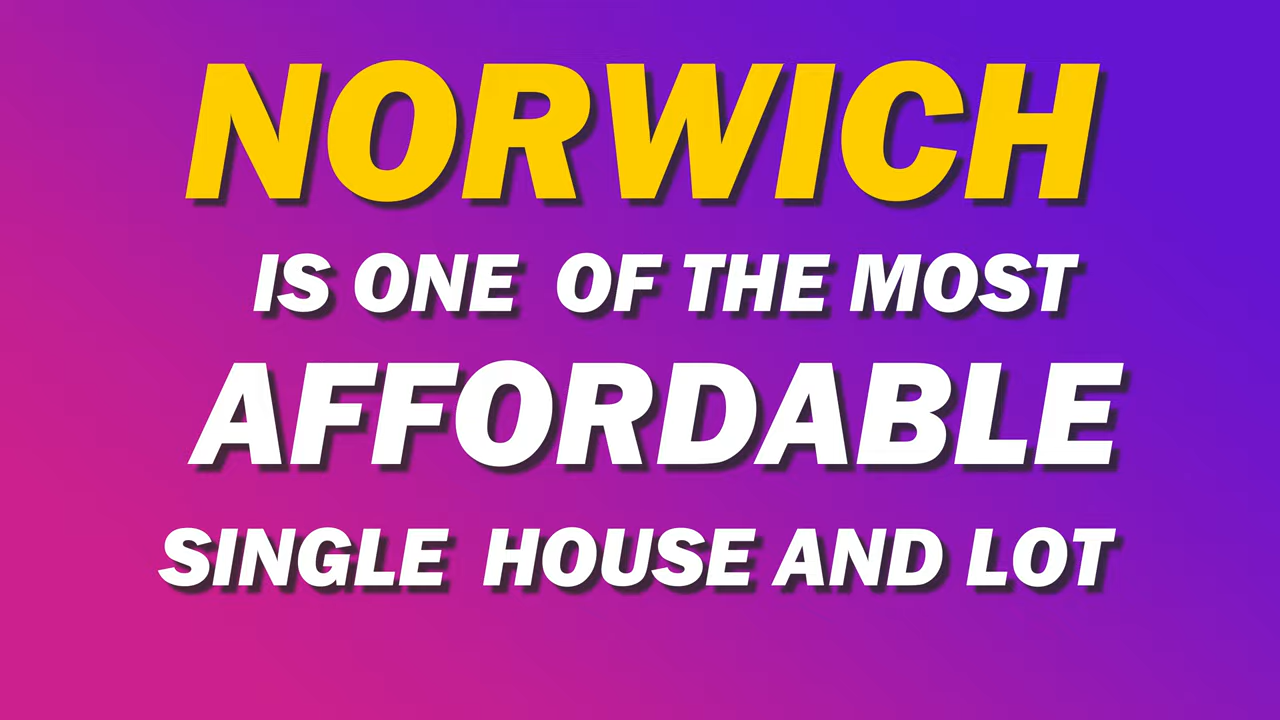 NORWICH
IS ONE OF THE MOST
AFFORDABLE
SINGLE HOUSE AND LOT